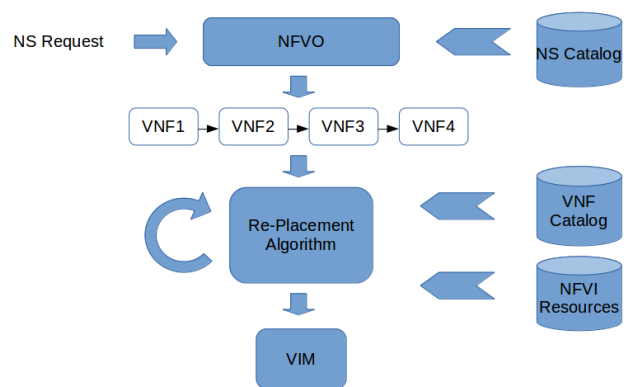 NS Request
NFVO
NS Catalog
VNF1
VNF2
VNF3
VNF4
Re-Placement
Algorithm
VNF
Catalog
NFVI
Resources
VIM